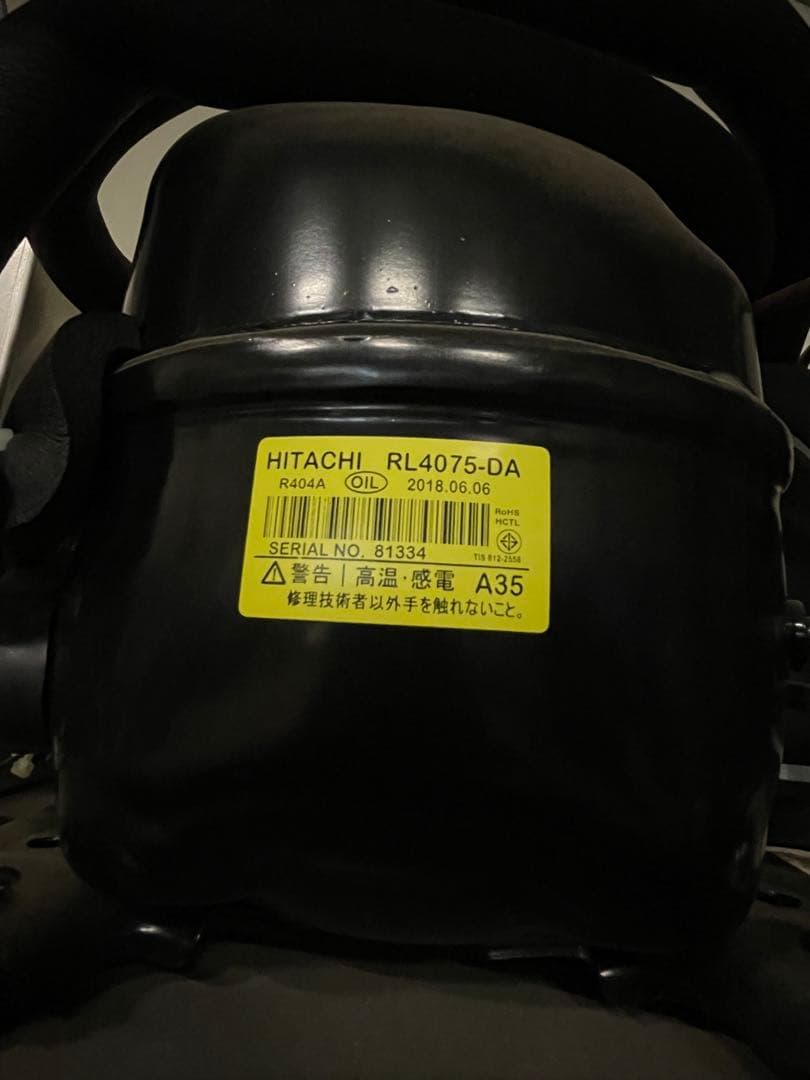 HITACHI RL4075-DA
R404A OIL 2018.06.06
RoHS
HCTL
SERIAL NO. 81334
TIS 812-2558
警告 | 高温・感電 A35
修理技術者以外手を触れないこと。